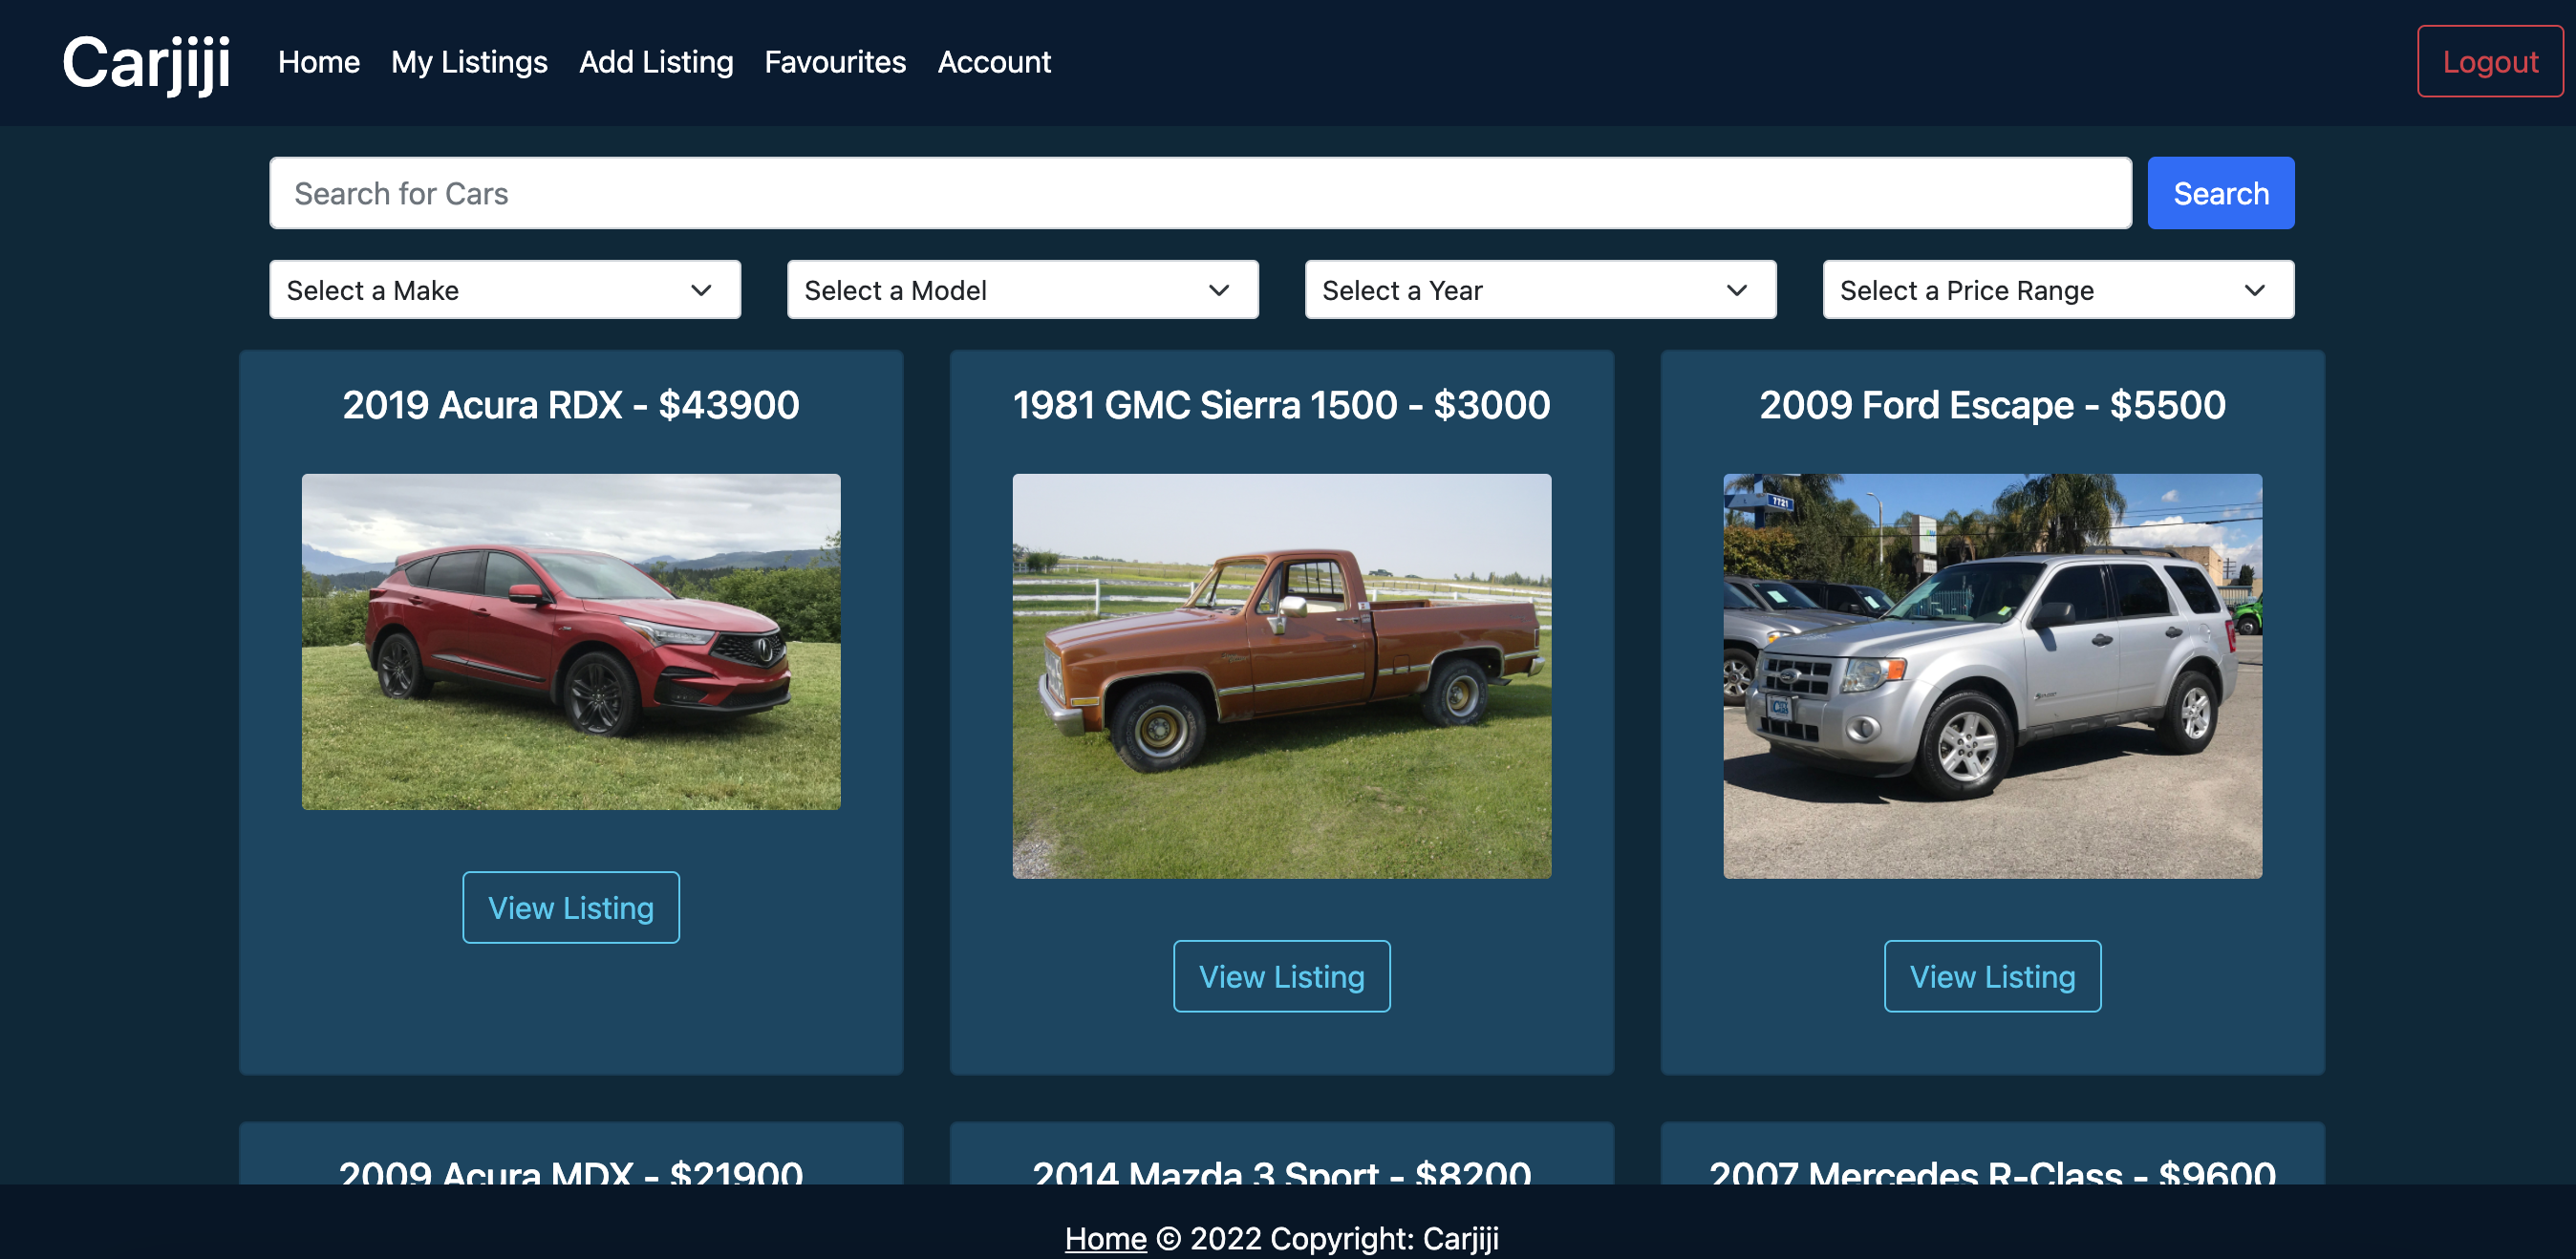 Carjiji Home My Listings Add Listing Favourites Account Logout
Search for Cars Search
Select a Make Select a Model Select a Year Select a Price Range
2019 Acura RDX - $43900
1981 GMC Sierra 1500 - $3000
2009 Ford Escape - $5500
7721
View Listing
View Listing
View Listing
2009 Acura MDX - $21900
2014 Mazda 3 Sport - $8200
2007 Mercedes R-Class - $9600
Home © 2022 Copyright: Carjiji